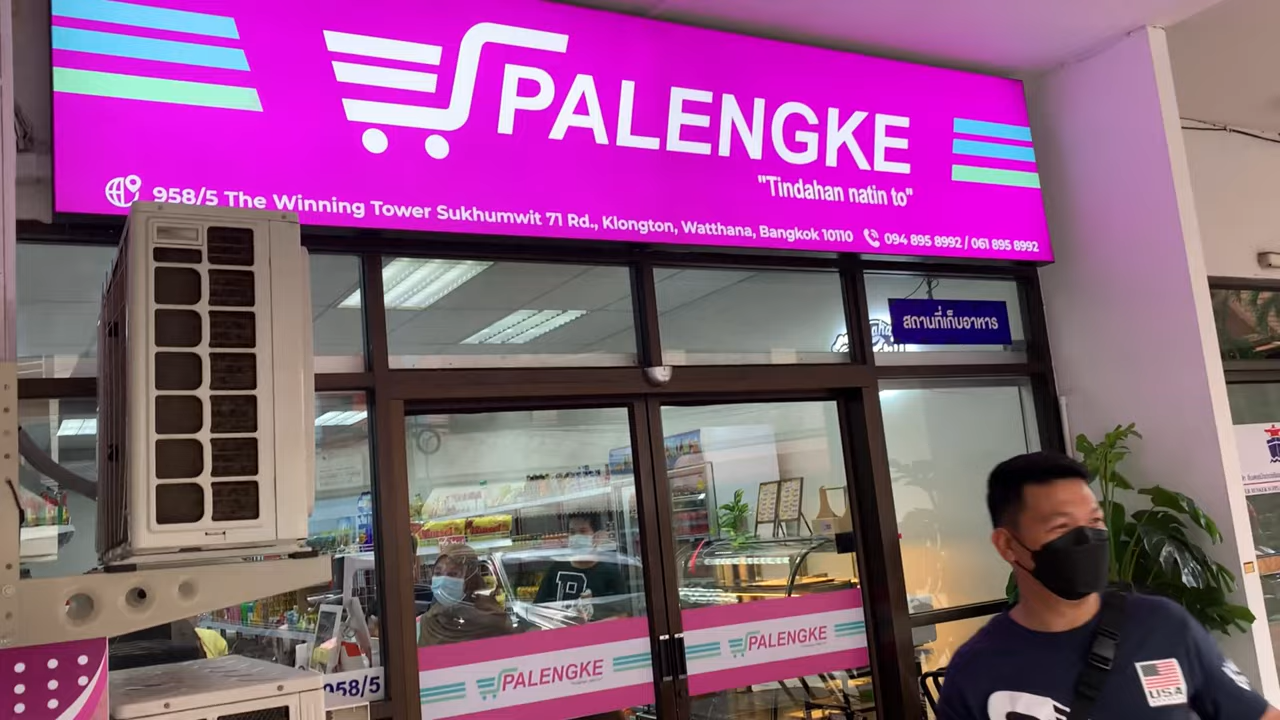 PALENGKE
"Tindahan natin to"
958/5 The Winning Tower Sukhumwit 71 Rd., Klongton, Watthana, Bangkok 10110 094 895 8992 / 061 895 8992
สถานที่เก็บอาหาร
PALENGKE
PALENGKE
958/5
USA